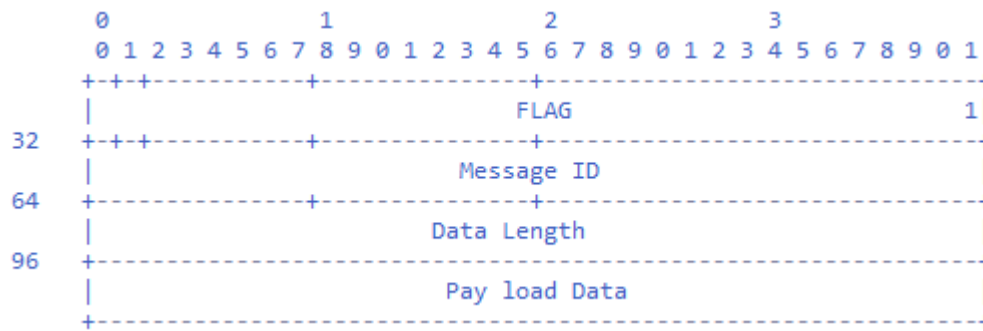 0 1 2 3
0 1 2 3 4 5 6 7 8 9 0 1 2 3 4 5 6 7 8 9 0 1 2 3 4 5 6 7 8 9 0 1
+-+-+-----------+---------------+-------------------------------
| FLAG 1
32 +-+-+-----------+---------------+-------------------------------
| Message ID
64 +---------------+---------------+-------------------------------
| Data Length
96 +---------------------------------------------------------------
| Pay load Data
+---------------------------------------------------------------